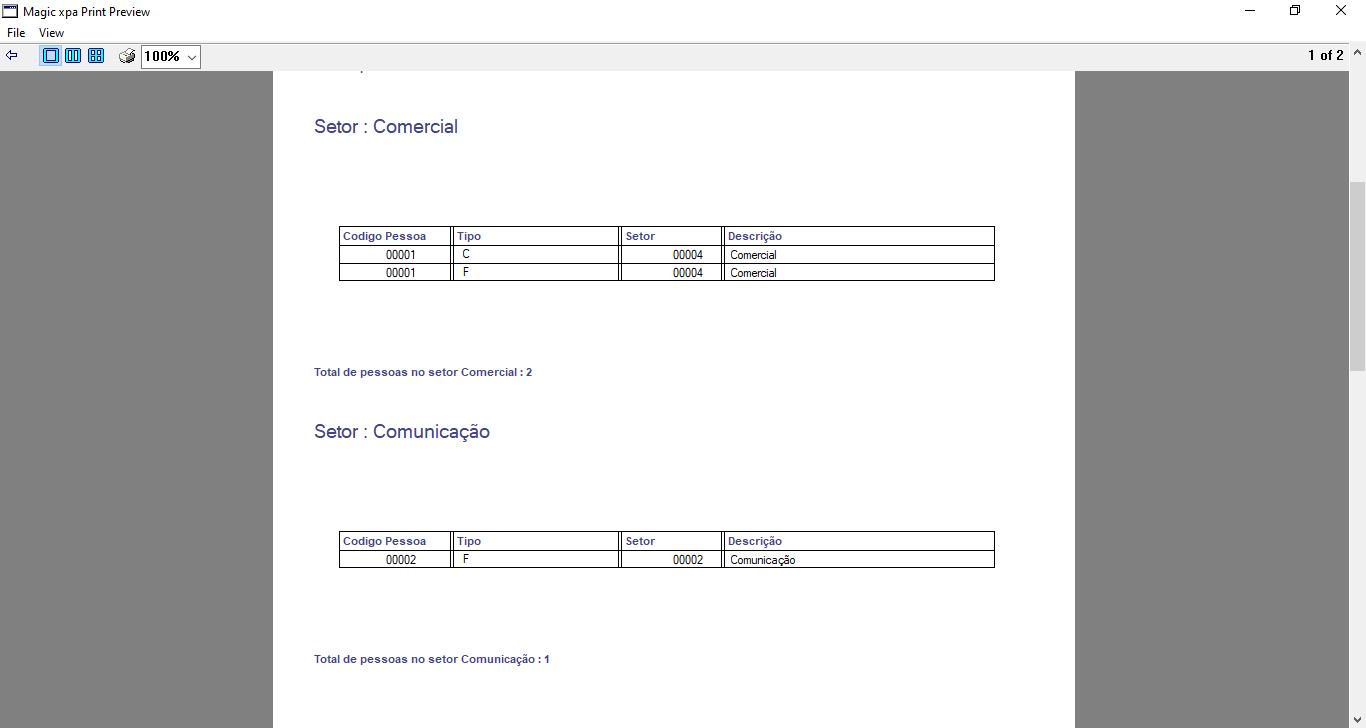 Magic xpa Print Preview
File View
100% 1 of 2
Setor : Comercial
Codigo Pessoa Tipo Setor Descrição
00001 C 00004 Comercial
00001 F 00004 Comercial
Total de pessoas no setor Comercial : 2
Setor : Comunicação
Codigo Pessoa Tipo Setor Descrição
00002 F 00002 Comunicação
Total de pessoas no setor Comunicação : 1